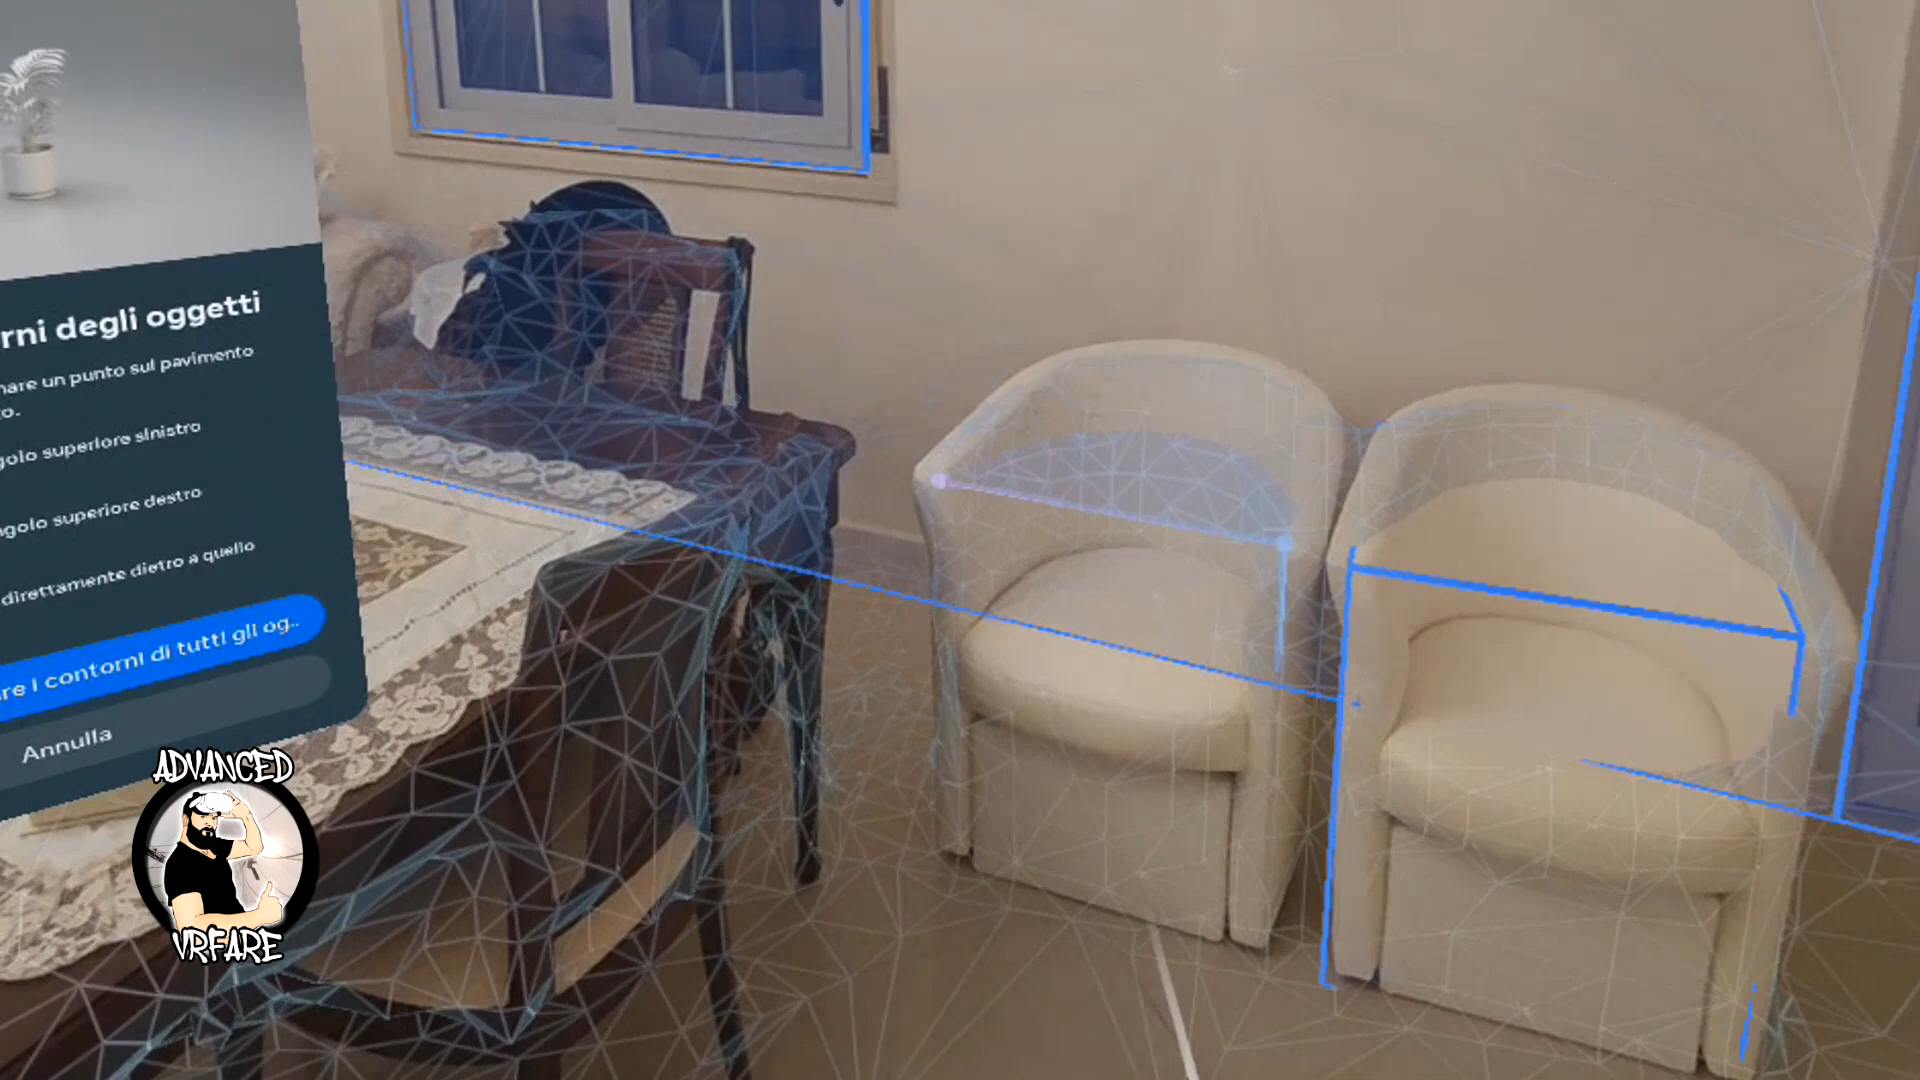 rni degli oggetti
nare un punto sul pavimento
o.
golo superiore sinistro
ngolo superiore destro
direttamente dietro a quello
re i contorni di tutti gli og...
Annulla
ADVANCED
VRFARE